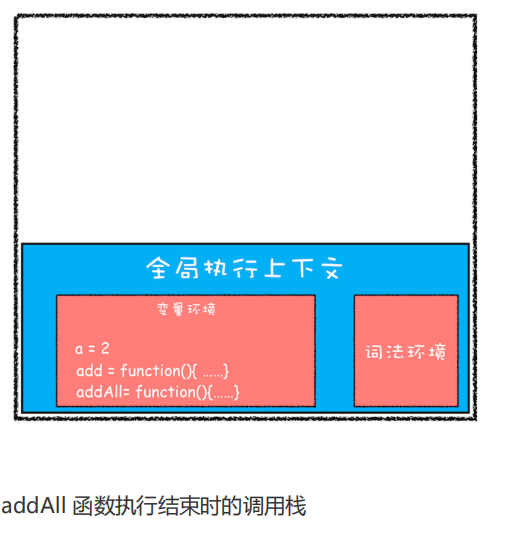 全局执行上下文
变量环境
a = 2
add = function(){ ......}
addAll= function(){......}
词法环境
addAll 函数执行结束时的调用栈